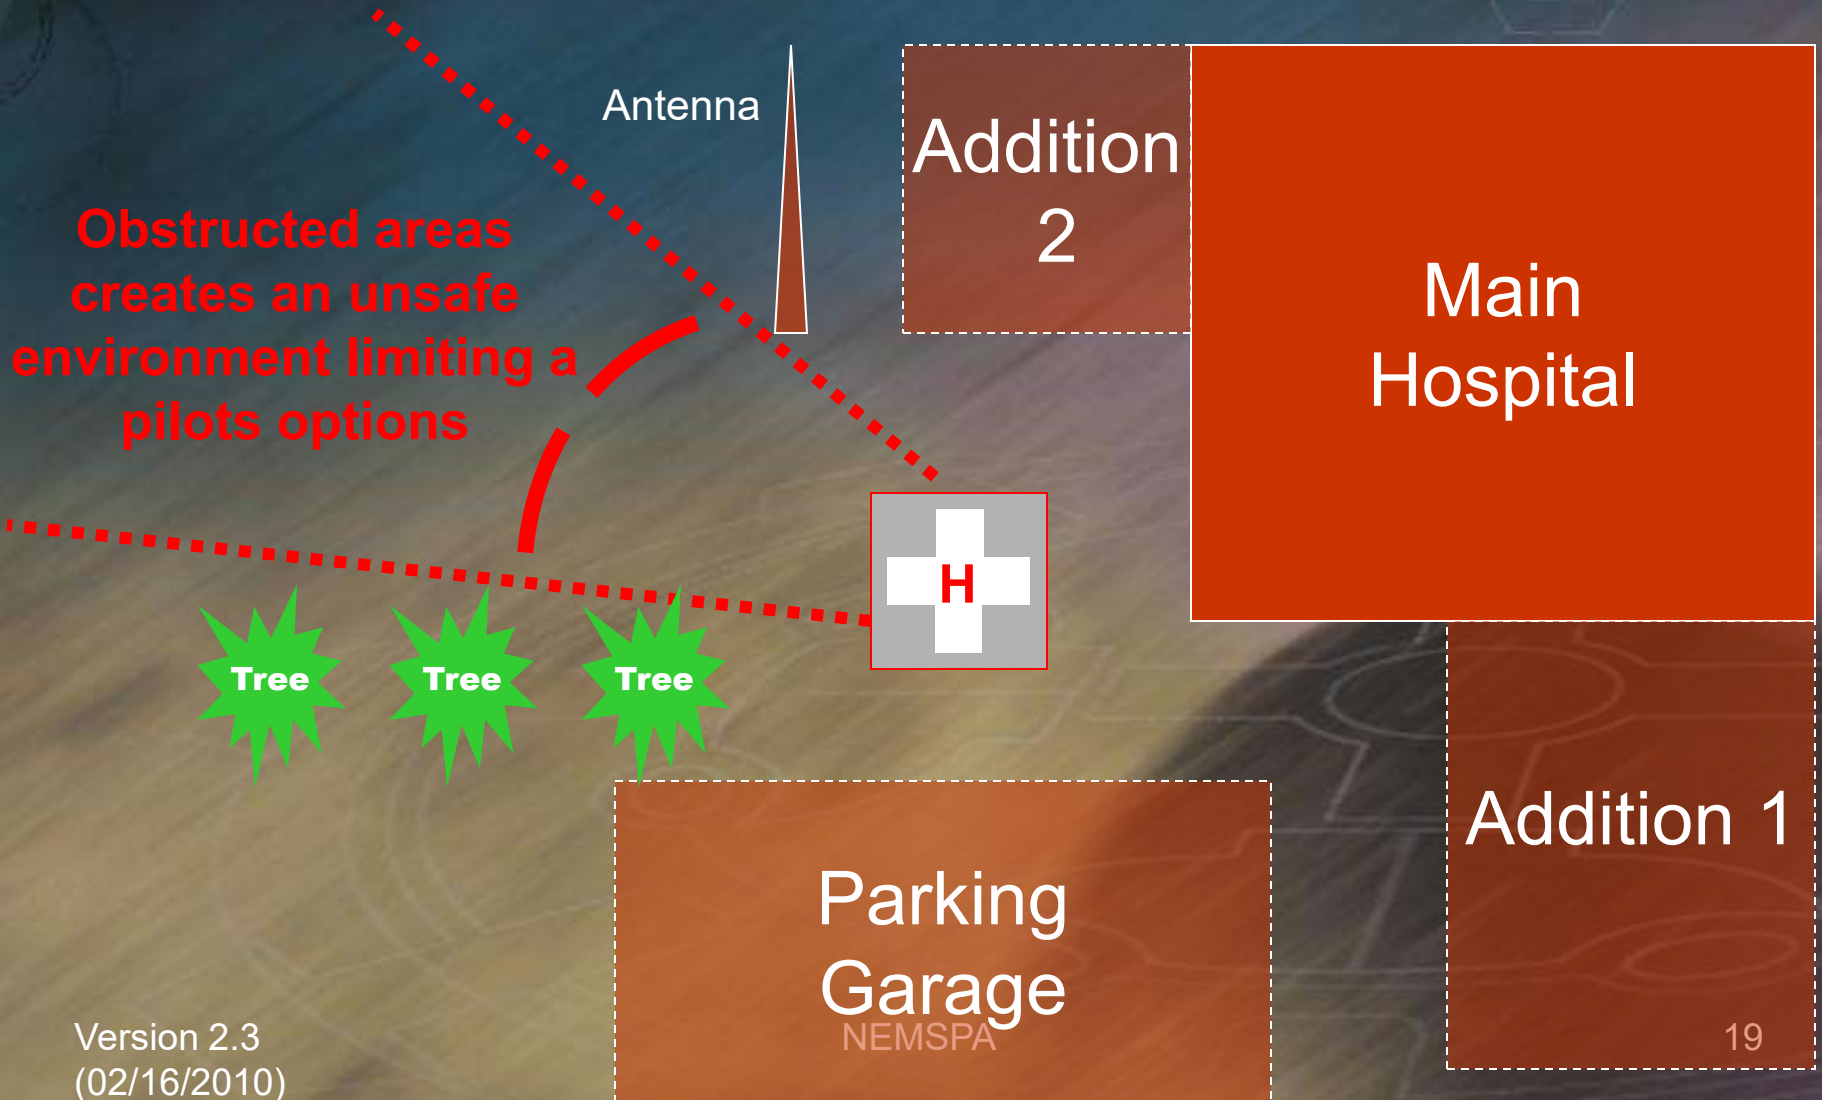 Antenna
Addition
2
Main
Hospital
Obstructed areas
creates an unsafe
environment limiting a
pilots options
H
Tree
Tree
Tree
Addition 1
Parking
Garage
Version 2.3
(02/16/2010)
NEMSPA
19